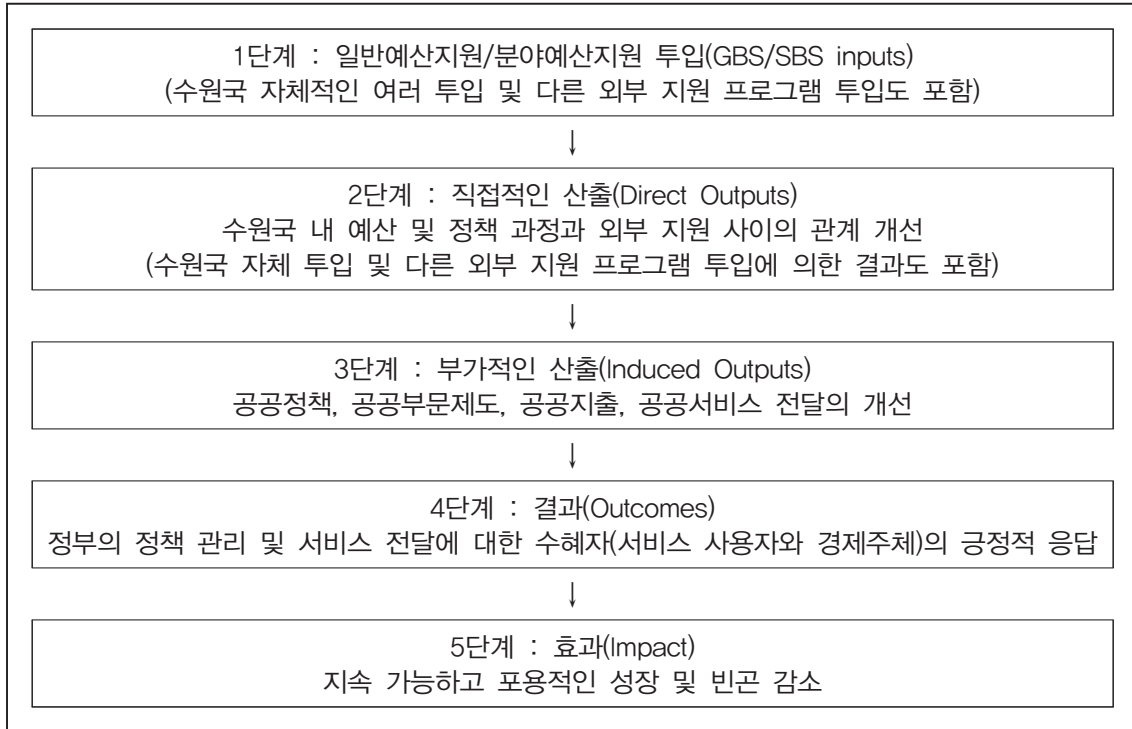 1단계 : 일반예산지원/분야예산지원 투입(GBS/SBS inputs)
(수원국 자체적인 여러 투입 및 다른 외부 지원 프로그램 투입도 포함)
↓
2단계 : 직접적인 산출(Direct Outputs)
수원국 내 예산 및 정책 과정과 외부 지원 사이의 관계 개선
(수원국 자체 투입 및 다른 외부 지원 프로그램 투입에 의한 결과도 포함)
↓
3단계 : 부가적인 산출(Induced Outputs)
공공정책, 공공부문제도, 공공지출, 공공서비스 전달의 개선
↓
4단계 : 결과(Outcomes)
정부의 정책 관리 및 서비스 전달에 대한 수혜자(서비스 사용자와 경제주체)의 긍정적 응답
↓
5단계 : 효과(Impact)
지속 가능하고 포용적인 성장 및 빈곤 감소